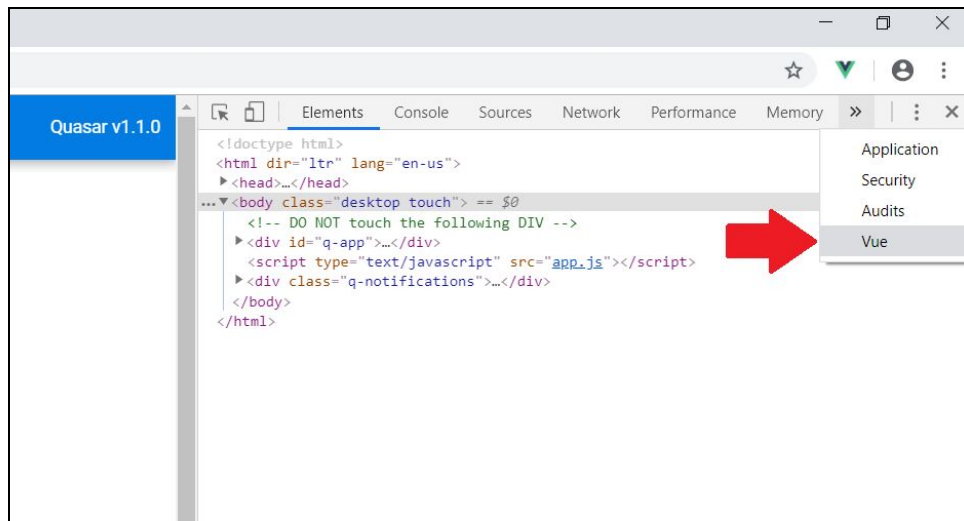 Quasar v1.1.0
Elements Console Sources Network Performance Memory »
<!doctype html>
<html dir="ltr" lang="en-us">
<head>…</head>
...<body class="desktop touch"> == $0
<!-- DO NOT touch the following DIV -->
<div id="q-app">…</div>
<script type="text/javascript" src="app.js"></script>
<div class="q-notifications">…</div>
</body>
</html>
Application
Security
Audits
Vue